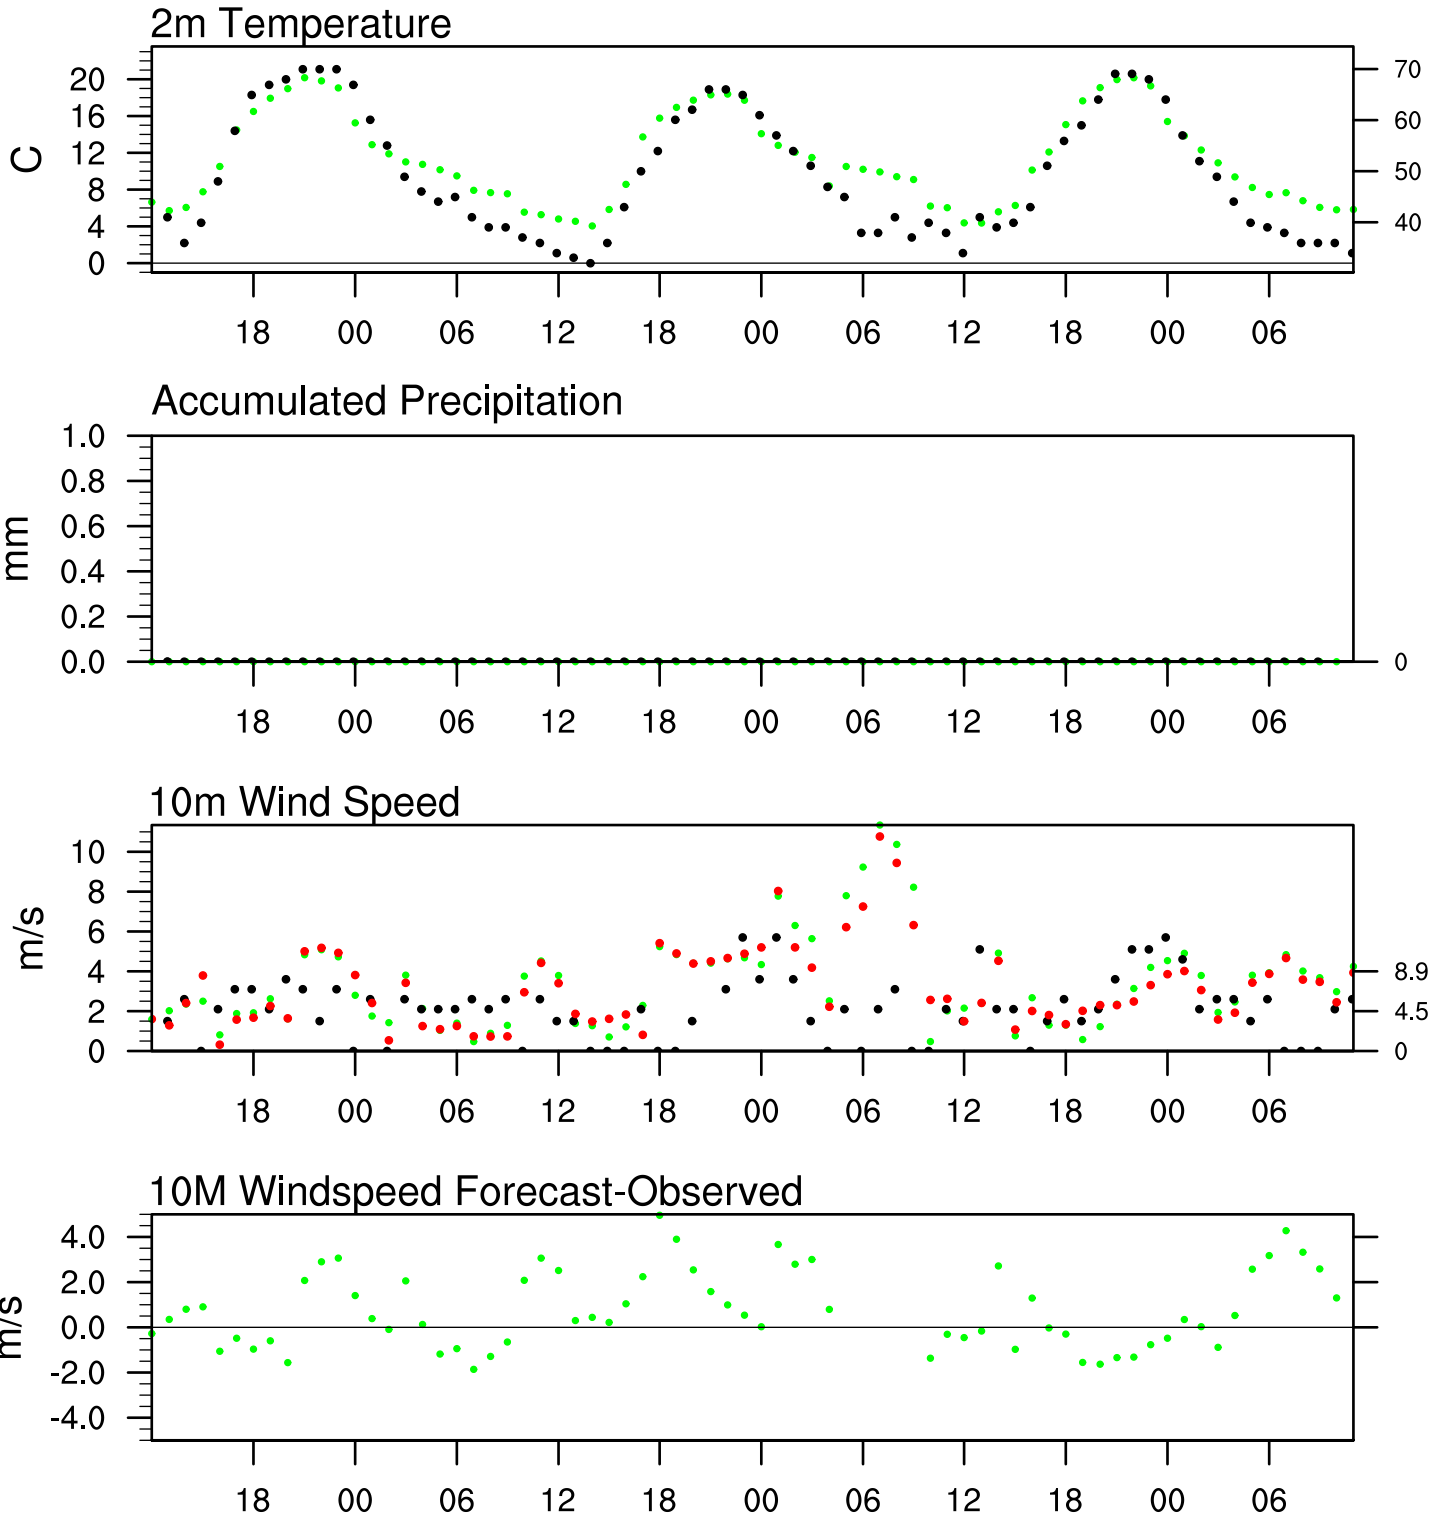 2m Temperature
20
16
12
8
4
0
C
70
60
50
40
18 00 06 12 18 00 06 12 18 00 06
Accumulated Precipitation
1.0
0.8
0.6
0.4
0.2
0.0
mm
0
18 00 06 12 18 00 06 12 18 00 06
10m Wind Speed
10
8
6
4
2
0
m/s
8.9
4.5
0
18 00 06 12 18 00 06 12 18 00 06
10M Windspeed Forecast-Observed
4.0
2.0
0.0
-2.0
-4.0
m/s
18 00 06 12 18 00 06 12 18 00 06